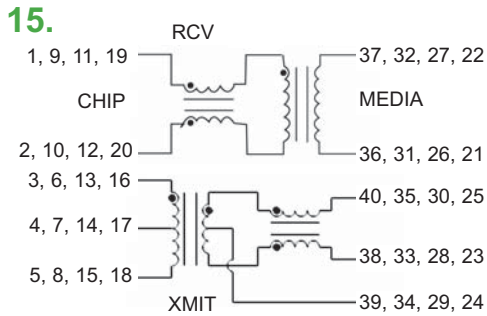 15.
RCV
1, 9, 11, 19
37, 32, 27, 22
CHIP
MEDIA
2, 10, 12, 20
36, 31, 26, 21
3, 6, 13, 16
40, 35, 30, 25
4, 7, 14, 17
38, 33, 28, 23
5, 8, 15, 18
XMIT
39, 34, 29, 24